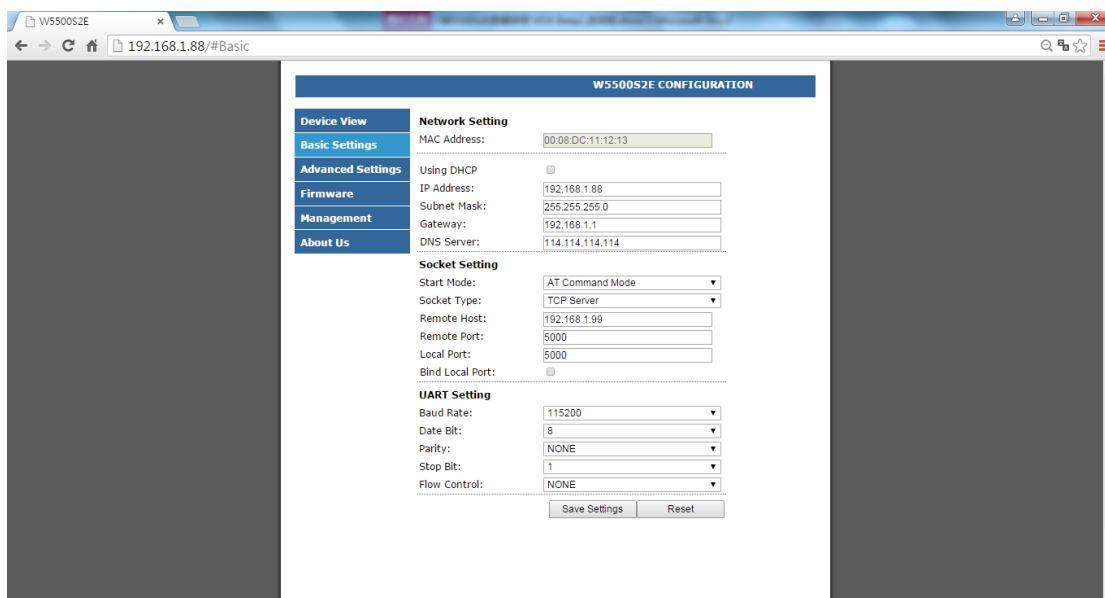 W5500S2E
192.168.1.88/#Basic
W5500S2E CONFIGURATION
Device View
Basic Settings
Advanced Settings
Firmware
Management
About Us
Network Setting
MAC Address: 00:08:DC:11:12:13
Using DHCP
IP Address: 192.168.1.88
Subnet Mask: 255.255.255.0
Gateway: 192.168.1.1
DNS Server: 114.114.114.114
Socket Setting
Start Mode: AT Command Mode
Socket Type: TCP Server
Remote Host: 192.168.1.99
Remote Port: 5000
Local Port: 5000
Bind Local Port:
UART Setting
Baud Rate: 115200
Date Bit: 8
Parity: NONE
Stop Bit: 1
Flow Control: NONE
Save Settings Reset